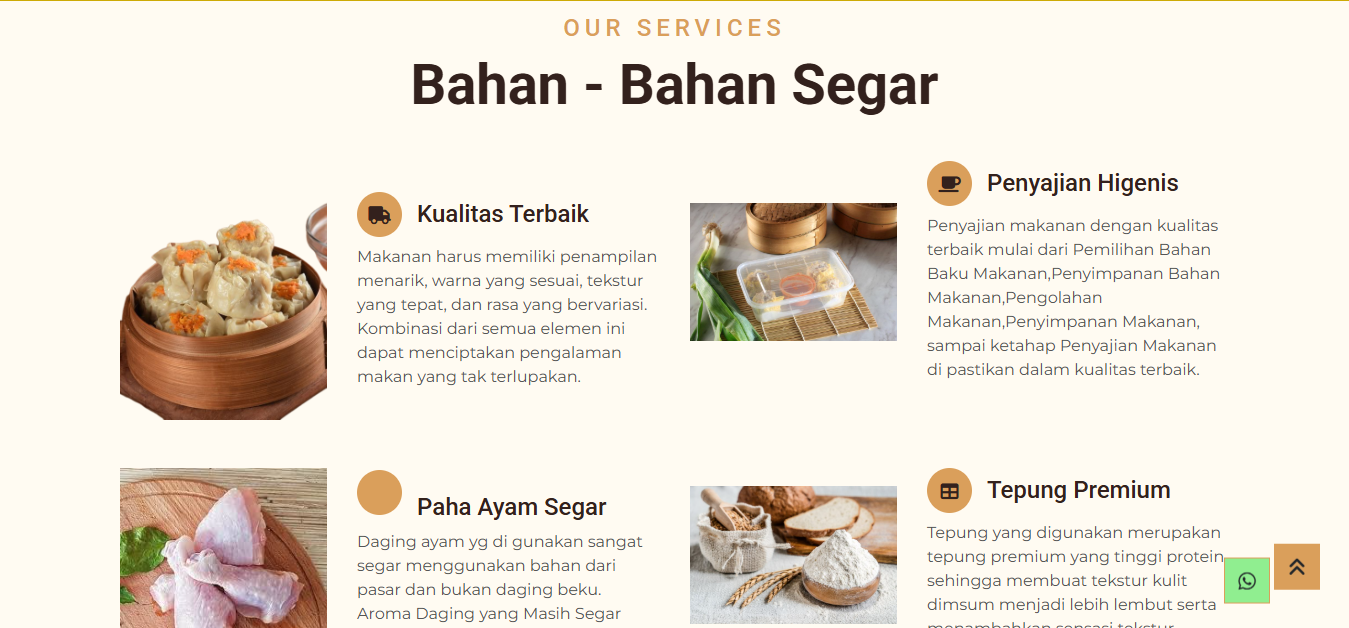 OUR SERVICES
Bahan - Bahan Segar
Kualitas Terbaik
Makanan harus memiliki penampilan
menarik, warna yang sesuai, tekstur
yang tepat, dan rasa yang bervariasi.
Kombinasi dari semua elemen ini
dapat menciptakan pengalaman
makan yang tak terlupakan.
Penyajian Higenis
Penyajian makanan dengan kualitas
terbaik mulai dari Pemilihan Bahan
Baku Makanan,Penyimpanan Bahan
Makanan,Pengolahan
Makanan,Penyimpanan Makanan,
sampai ketahap Penyajian Makanan
di pastikan dalam kualitas terbaik.
Paha Ayam Segar
Daging ayam yg di gunakan sangat
segar menggunakan bahan dari
pasar dan bukan daging beku.
Aroma Daging yang Masih Segar
Tepung Premium
Tepung yang digunakan merupakan
tepung premium yang tinggi protein
sehingga membuat tekstur kulit
dimsum menjadi lebih lembut serta
menambahkan sensasi tekstur